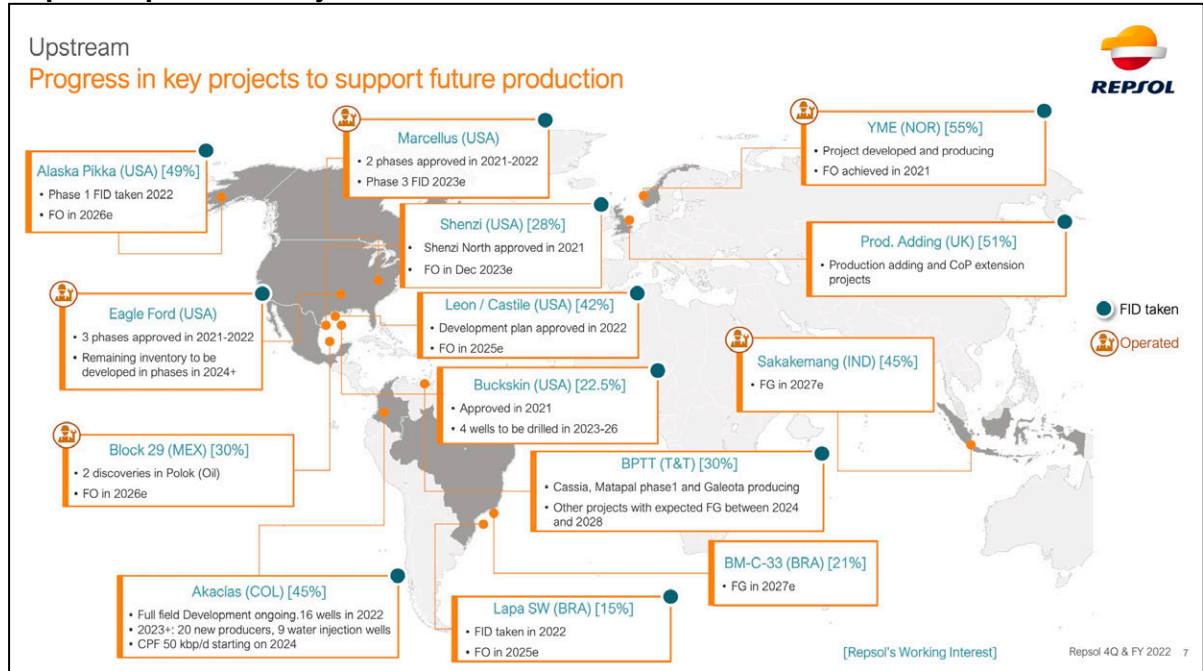 Upstream
Progress in key projects to support future production
REPSOL
Alaska Pikka (USA) [49%]
• Phase 1 FID taken 2022
• FO in 2026e
Marcellus (USA)
• 2 phases approved in 2021-2022
• Phase 3 FID 2023e
YME (NOR) [55%]
• Project developed and producing
• FO achieved in 2021
Shenzi (USA) [28%]
• Shenzi North approved in 2021
• FO in Dec 2023e
Prod. Adding (UK) [51%]
• Production adding and CoP extension
projects
Eagle Ford (USA)
• 3 phases approved in 2021-2022
• Remaining inventory to be
developed in phases in 2024+
Leon / Castile (USA) [42%]
• Development plan approved in 2022
• FO in 2025e
FID taken
Operated
Sakakemang (IND) [45%]
• FG in 2027e
Buckskin (USA) [22.5%]
• Approved in 2021
• 4 wells to be drilled in 2023-26
Block 29 (MEX) [30%]
• 2 discoveries in Polok (Oil)
• FO in 2026e
BPTT (T&T) [30%]
• Cassia, Matapal phase1 and Galeota producing
• Other projects with expected FG between 2024
and 2028
BM-C-33 (BRA) [21%]
• FG in 2027e
Akacías (COL) [45%]
• Full field Development ongoing.16 wells in 2022
• 2023+: 20 new producers, 9 water injection wells
• CPF 50 kbp/d starting on 2024
Lapa SW (BRA) [15%]
• FID taken in 2022
• FO in 2025e
[Repsol's Working Interest]
Repsol 4Q & FY 2022 7